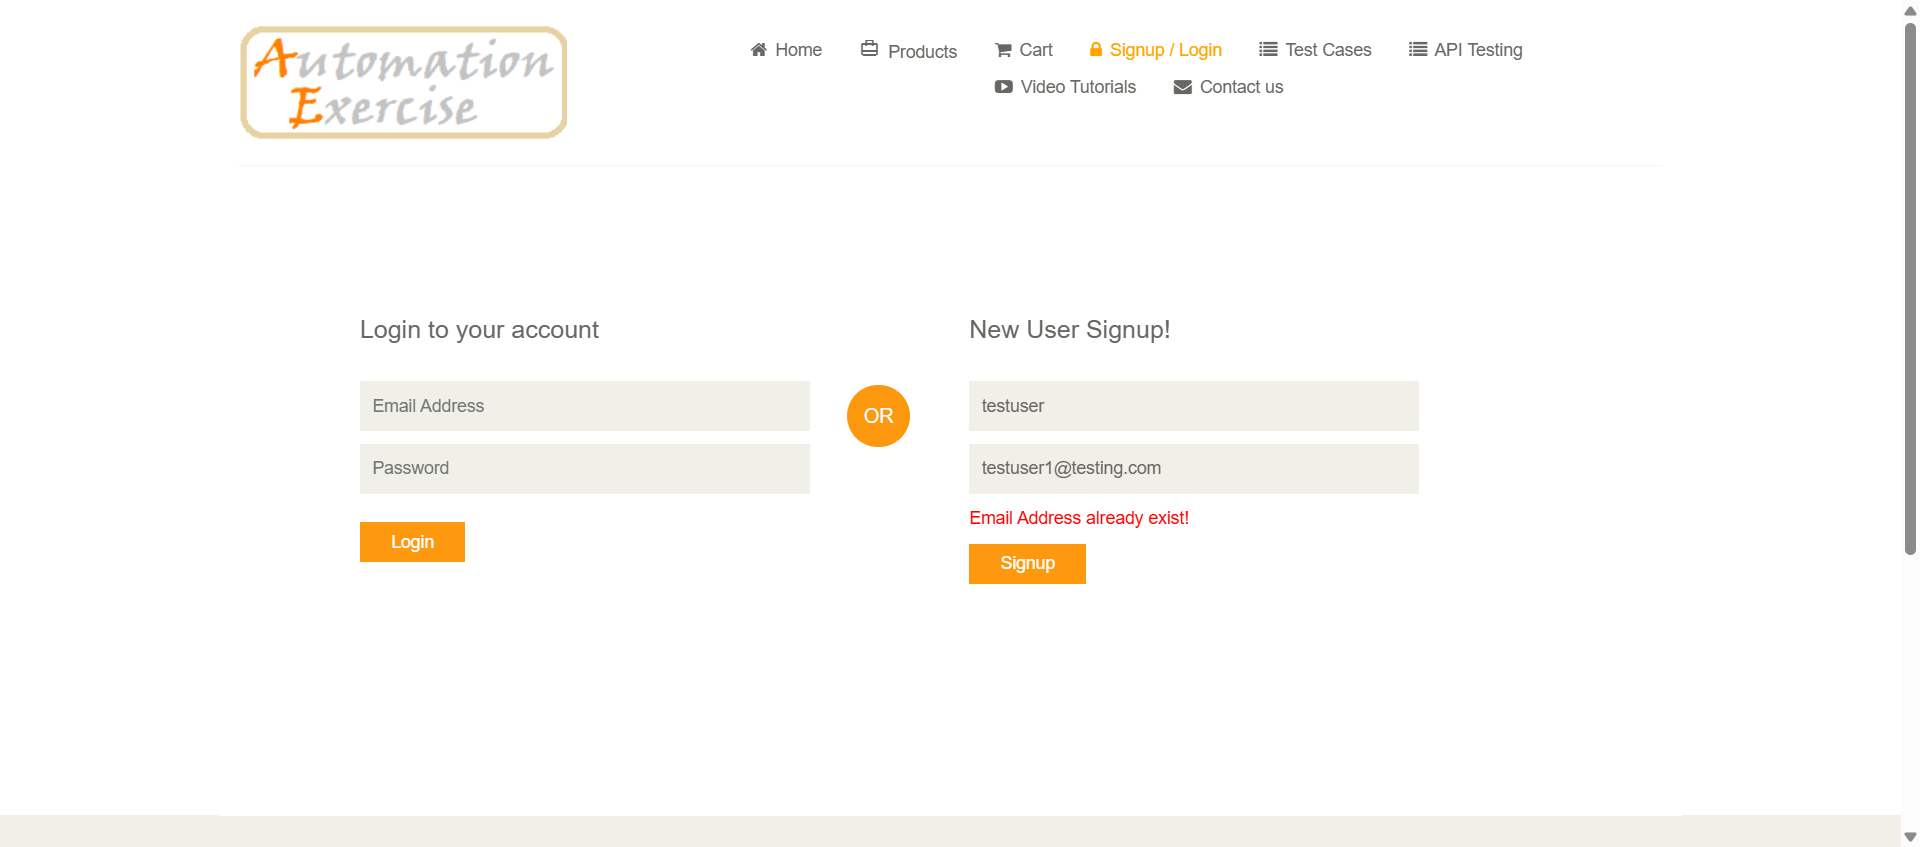 Automation
Exercise
Home
Products
Cart
Signup / Login
Test Cases
API Testing
Video Tutorials
Contact us
Login to your account
Email Address
Password
Login
OR
New User Signup!
testuser
testuser1@testing.com
Email Address already exist!
Signup